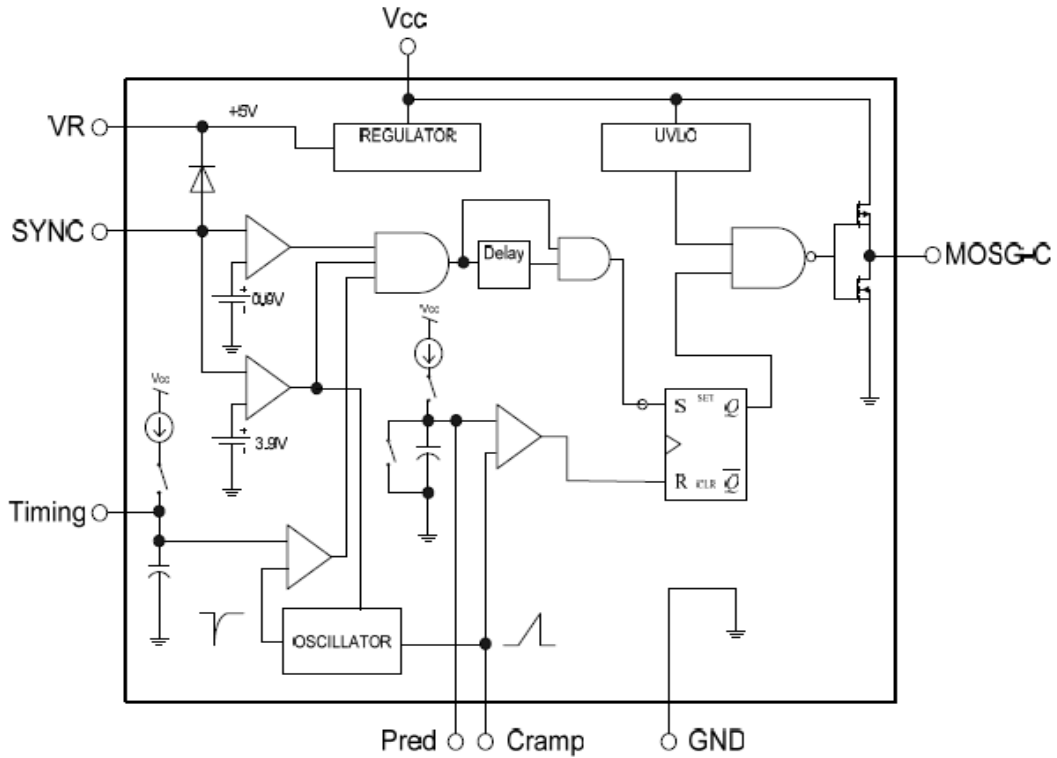 Vcc
VR
+5V
REGULATOR
UVLO
SYNC
Delay
MOSG-C
0.9V
Vcc
Vcc
3.9V
S SET Q
R CLR Q̅
Timing
OSCILLATOR
Pred
Cramp
GND